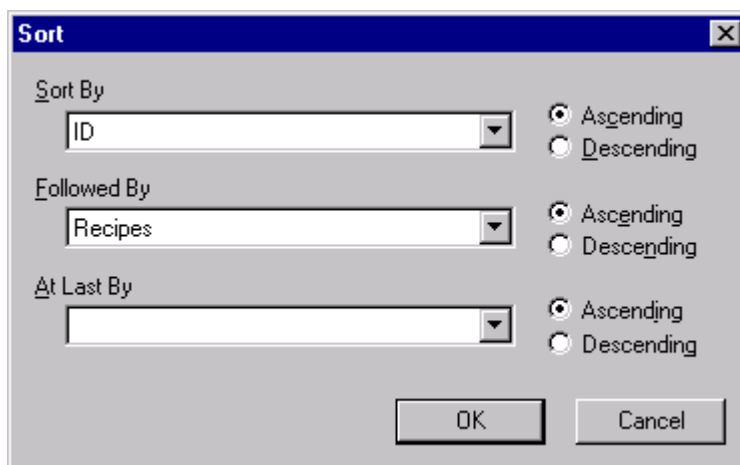 Sort
Sort By
ID
Ascending
Descending
Followed By
Recipes
Ascending
Descending
At Last By
Ascending
Descending
OK
Cancel